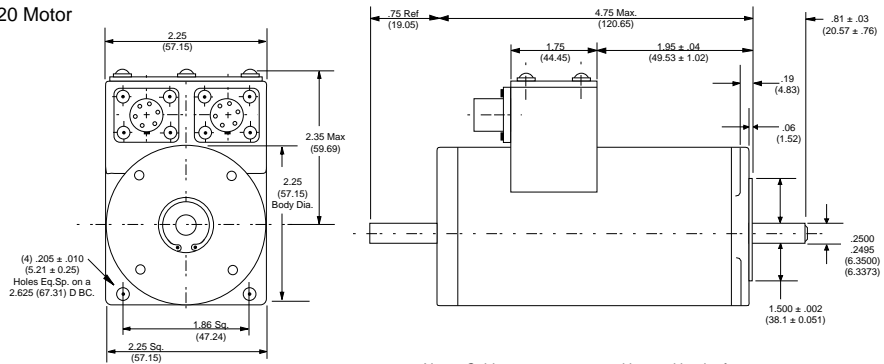 20 Motor
2.25
(57.15)
2.35 Max
(59.69)
2.25
(57.15)
Body Dia.
(4) .205 ± .010
(5.21 ± 0.25)
Holes Eq.Sp. on a
2.625 (67.31) D BC.
1.86 Sq.
(47.24)
2.25 Sq.
(57.15)
.75 Ref
(19.05)
4.75 Max.
(120.65)
.81 ± .03
(20.57 ± .76)
1.75
(44.45)
1.95 ± .04
(49.53 ± 1.02)
.19
(4.83)
.06
(1.52)
.2500
.2495
(6.3500)
(6.3373)
1.500 ± .002
(38.1 ± 0.051)